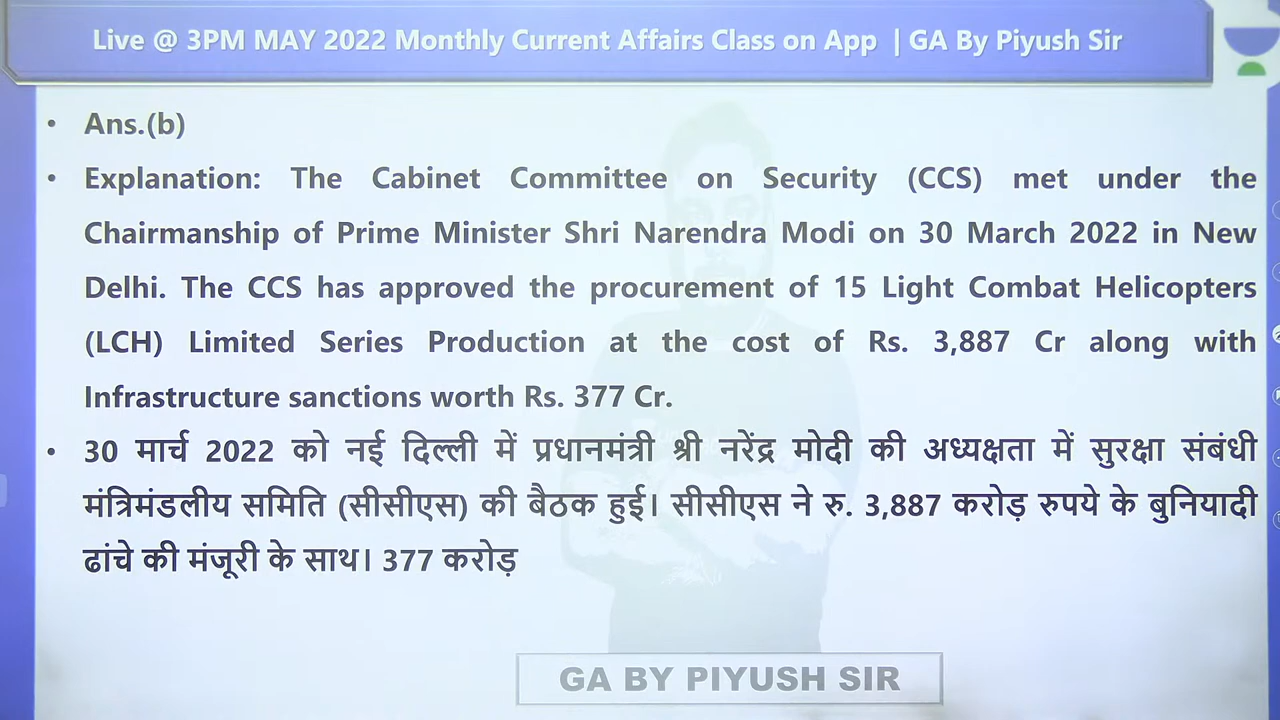 Live @ 3PM MAY 2022 Monthly Current Affairs Class on App | GA By Piyush Sir
• Ans.(b)
• Explanation: The Cabinet Committee on Security (CCS) met under the
Chairmanship of Prime Minister Shri Narendra Modi on 30 March 2022 in New
Delhi. The CCS has approved the procurement of 15 Light Combat Helicopters
(LCH) Limited Series Production at the cost of Rs. 3,887 Cr along with
Infrastructure sanctions worth Rs. 377 Cr.
• 30 मार्च 2022 को नई दिल्ली में प्रधानमंत्री श्री नरेंद्र मोदी की अध्यक्षता में सुरक्षा संबंधी
मंत्रिमंडलीय समिति (सीसीएस) की बैठक हुई। सीसीएस ने रु. 3,887 करोड़ रुपये के बुनियादी
ढांचे की मंजूरी के साथ। 377 करोड़
GA BY PIYUSH SIR